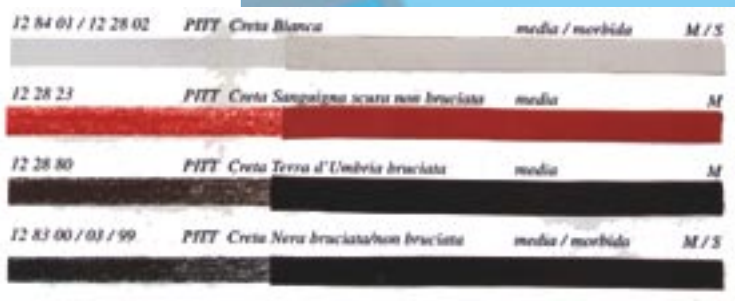 12 84 01 / 12 28 02 PITT Creta Bianca media / morbida M / S
12 28 23 PITT Creta Sanguigna scura non bruciata media M
12 28 80 PITT Creta Terra d'Umbria bruciata media M
12 83 00 / 03 / 99 PITT Creta Nera bruciata/non bruciata media / morbida M / S